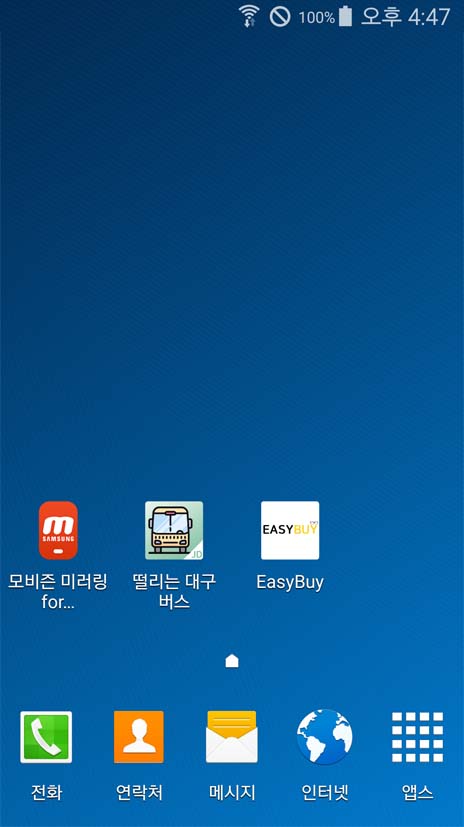 100% 오후 4:47
m
SAMSUNG
JD
EASYBUY
모비즌 미러링
for...
떨리는 대구
버스
EasyBuy
전화
연락처
메시지
인터넷
앱스